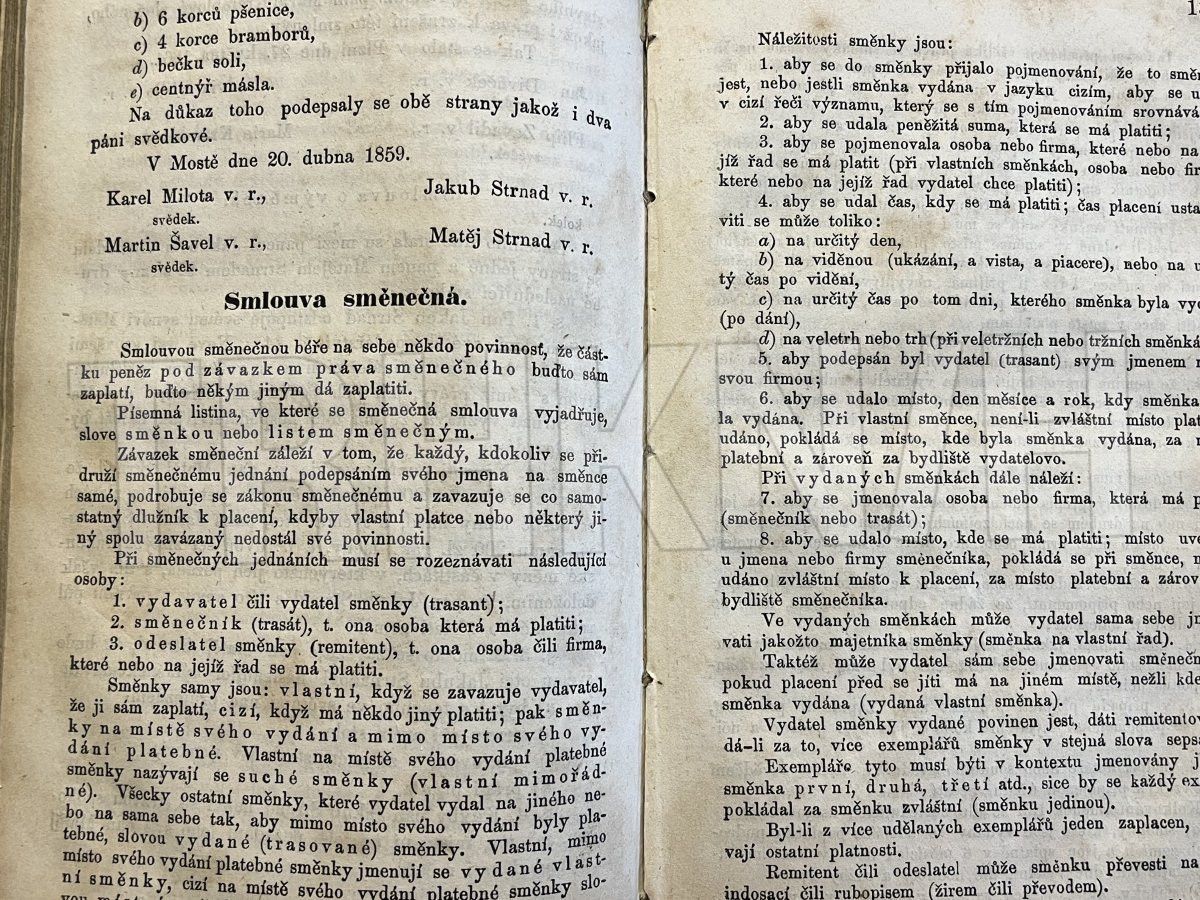 b) 6 korců pšenice,
c) 4 korce bramborů,
d) bečku soli,
e) centnýř másla.
Na důkaz toho podepsaly se obě strany jakož i dva
páni svědkové.
V Mostě dne 20. dubna 1859.
Karel Milota v. r., Jakub Strnad v. r.
svědek.
Martin Šavel v. r., Matěj Strnad v. r.
svědek.
Smlouva směnečná.
Smlouvou směnečnou béře na sebe někdo povinnost, že část-
ku peněz pod závazkem práva směnečného buďto sám
zaplatí, buďto někým jiným dá zaplatiti.
Písemná listina, ve které se směnečná smlouva vyjadřuje,
slove směnkou nebo listem směnečným.
Závazek směneční záleží v tom, že každý, kdokoliv se při-
druží směnečnému jednání podepsáním svého jmena na směnce
samé, podrobuje se zákonu směnečnému a zavazuje se co samo-
statný dlužník k placení, kdyby vlastní platce nebo některý ji-
ný spolu zavázaný nedostál své povinnosti.
Při směnečných jednáních musí se rozeznávati následující
osoby:
1. vydavatel čili vydatel směnky (trasant);
2. směnečník (trasát), t. ona osoba která má platiti;
3. odeslatel směnky (remitent), t. ona osoba čili firma,
které nebo na jejíž řad se má platiti.
Směnky samy jsou: vlastní, když se zavazuje vydavatel,
že ji sám zaplatí, cizí, když má někdo jiný platiti; pak směn-
ky na místě svého vydání a mimo místo svého vy-
dání platebné. Vlastní na místě svého vydání platebné
směnky nazývají se suché směnky (vlastní mimořád-
né). Všecky ostatní směnky, které vydatel vydal na jiného ne-
bo na sama sebe tak, aby mimo místo svého vydání byly pla-
tebné, slovou vydané (trasované) směnky. Vlastní, mimo
místo svého vydání platebné směnky jmenují se vydané vlast-
ní směnky, cizí na místě svého vydání platebné směnky slo-
Náležitosti směnky jsou:
1. aby se do směnky přijalo pojmenování, že to směn
jest, nebo jestli směnka vydána v jazyku cizím, aby se u
v cizí řeči významu, který se s tím pojmenováním srovnává
2. aby se udala peněžitá suma, která se má platiti;
3. aby se pojmenovala osoba nebo firma, které nebo na
jíž řad se má platit (při vlastních směnkách, osoba nebo fir
které nebo na jejíž řad vydatel chce platiti);
4. aby se udal čas, kdy se má platiti; čas placení usta
viti se může toliko:
a) na určitý den,
b) na viděnou (ukázání, a vista, a piacere), nebo na u
tý čas po vidění,
c) na určitý čas po tom dni, kterého směnka byla vyd
(po dání),
d) na veletrh nebo trh (při veletržních nebo tržních směnká
5. aby podepsán byl vydatel (trasant) svým jmenem n
svou firmou;
6. aby se udalo místo, den měsíce a rok, kdy směnka
la vydána. Při vlastní směnce, není-li zvláštní místo plat
udáno, pokládá se místo, kde byla směnka vydána, za
platební a zároveň za bydliště vydatelovo.
Při vydaných směnkách dále náleží:
7. aby se jmenovala osoba nebo firma, která má p
(směnečník nebo trasát);
8. aby se udalo místo, kde se má platiti; místo uve
u jmena nebo firmy směnečníka, pokládá se při směnce, n
udáno zvláštní místo k placení, za místo platební a zárov
bydliště směnečníka.
Ve vydaných směnkách může vydatel sama sebe jm
vati jakožto majetníka směnky (směnka na vlastní řad).
Taktéž může vydatel sám sebe jmenovati směneční
pokud placení před se jíti má na jiném místě, nežli kde
směnka vydána (vydaná vlastní směnka).
Vydatel směnky vydané povinen jest, dáti remitentov
dá-li za to, více exemplářů směnky v stejná slova seps
Exempláře tyto musí býti v kontextu jmenovány j
směnka první, druhá, třetí atd., sice by se každý ex
pokládal za směnku zvláštní (směnku jedinou).
Byl-li z více udělaných exemplářů jeden zaplacen,
vají ostatní platnosti.
Remitent čili odeslatel může směnku převesti na
indosací čili rubopisem (žirem čili převodem).